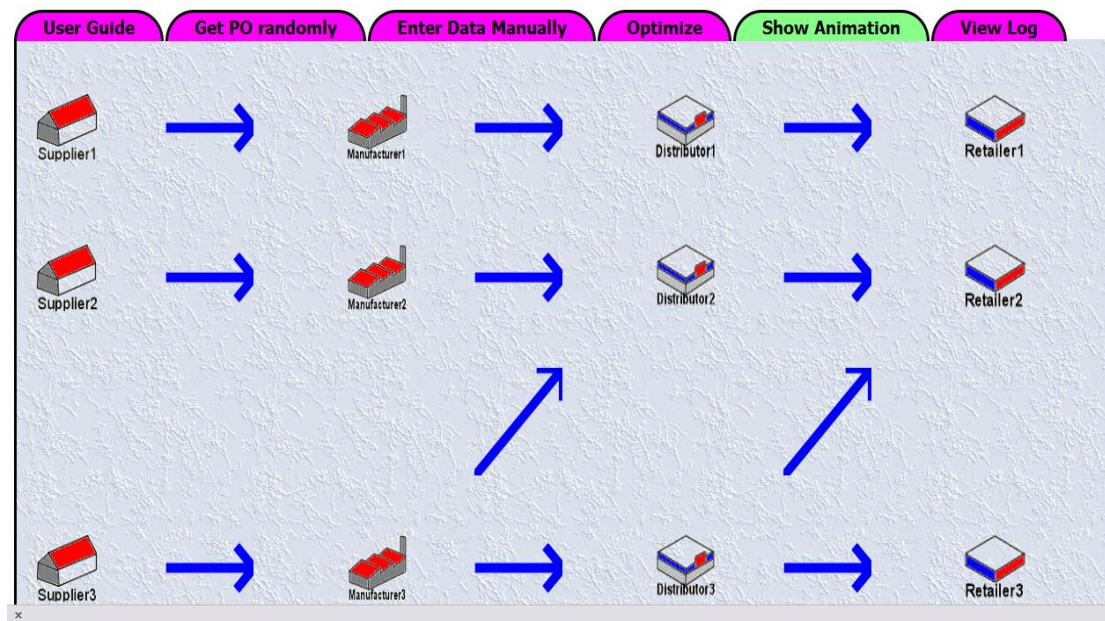 User Guide Get PO randomly Enter Data Manually Optimize Show Animation View Log
Supplier1 Manufacturer1 Distributor1 Retailer1
Supplier2 Manufacturer2 Distributor2 Retailer2
Supplier3 Manufacturer3 Distributor3 Retailer3
x